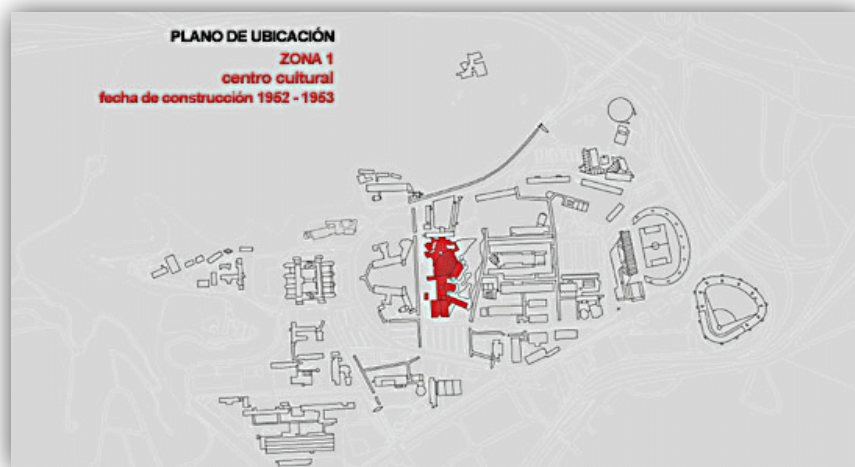 PLANO DE UBICACIÓN
ZONA 1
centro cultural
fecha de construcción 1952 - 1953